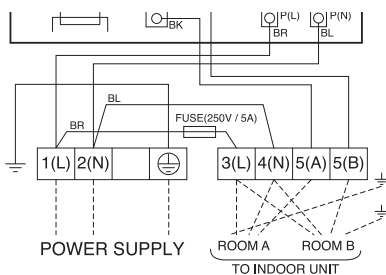 P(L) P(N)
BK
BR BL
BL
FUSE(250V / 5A)
BR
1(L) 2(N) 3(L) 4(N) 5(A) 5(B)
POWER SUPPLY
ROOM A ROOM B
TO INDOOR UNIT